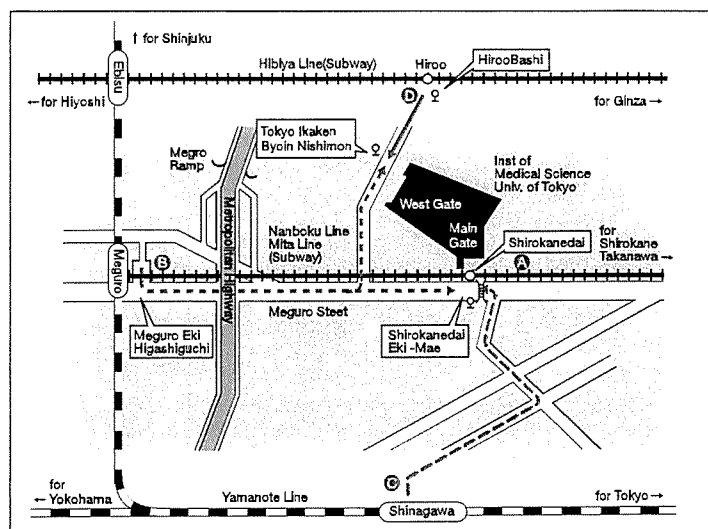 ↑ for Shinjuku
Ebisu
Hibiya Line(Subway)
Hiroo
HirooBashi
← for Hiyoshi
D
for Ginza →
Tokyo Ikaken
Byoin Nishimon
Megro
Ramp
Inst of
Medical Science
Univ. of Tokyo
West Gate
Main
Gate
Metropolitan Highway
Nanboku Line
Mita Line
(Subway)
Shirokanedai
for
Shirokane
Takanawa
→
Meguro
B
A
Meguro Steet
Meguro Eki
Higashiguchi
Shirokanedai
Eki -Mae
C
for
← Yokohama
Yamanote Line
Shinagawa
for Tokyo →